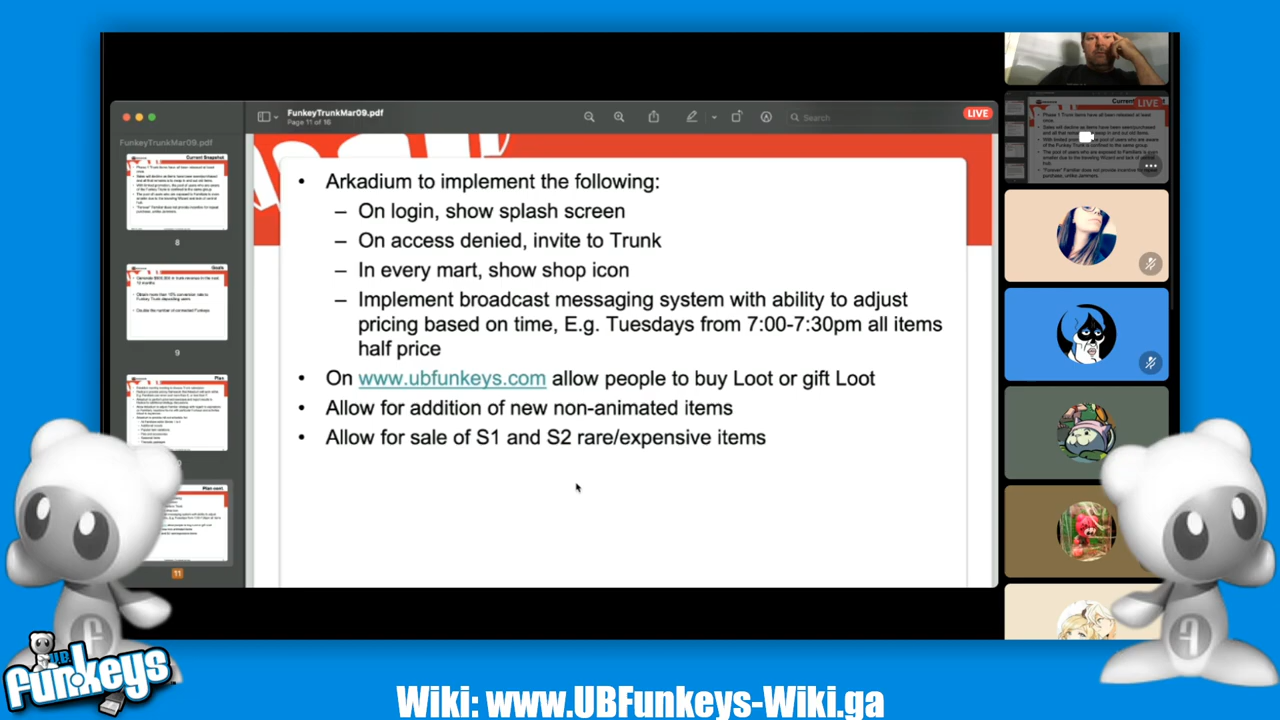 FunkeyTrunkMar09.pdf
Page 11 of 16
Search
LIVE
FunkeyTrunkMar09.pdf
Current Snapshot
8
Goals
9
Plan
Plan cont.
11
• Arkadium to implement the following:
– On login, show splash screen
– On access denied, invite to Trunk
– In every mart, show shop icon
– Implement broadcast messaging system with ability to adjust
pricing based on time, E.g. Tuesdays from 7:00-7:30pm all items
half price
• On www.ubfunkeys.com allow people to buy Loot or gift Loot
• Allow for addition of new non-animated items
• Allow for sale of S1 and S2 rare/expensive items
LIVE
U.B.
funkeys
Wiki: www.UBFunkeys-Wiki.ga